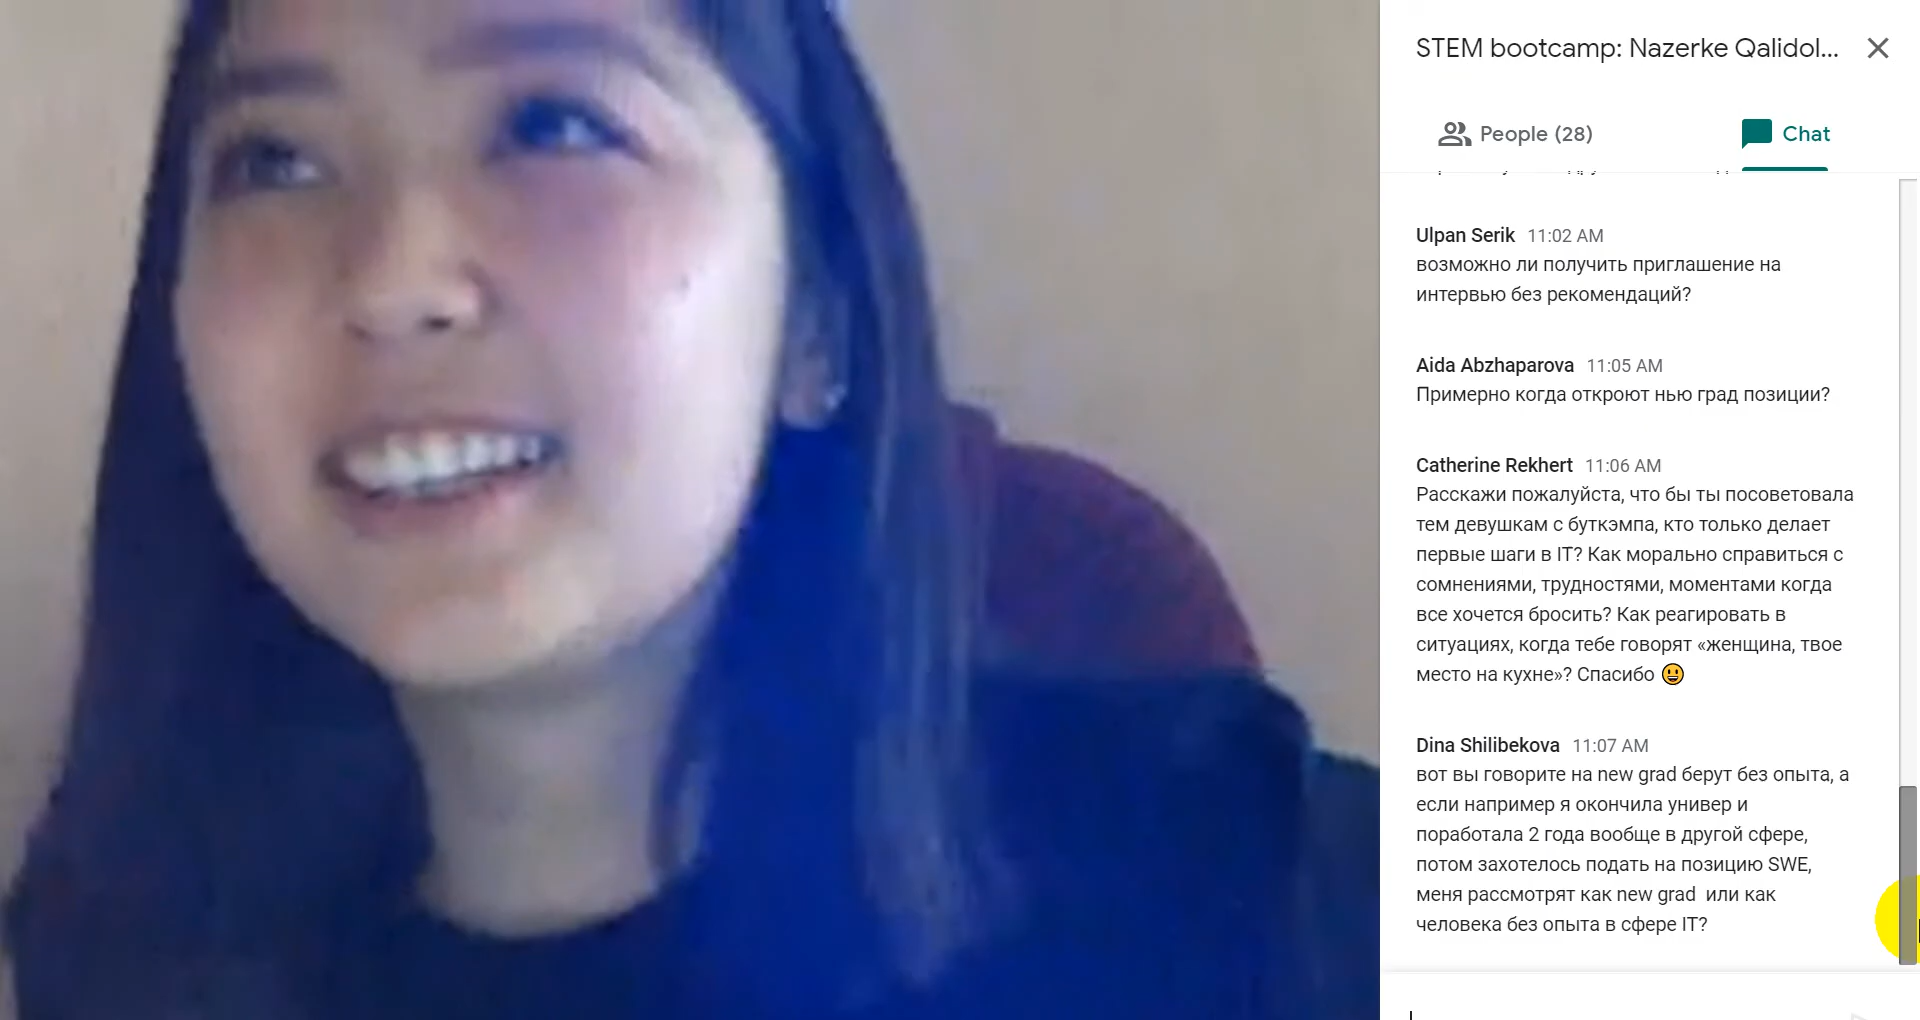 STEM bootcamp: Nazerke Qalidol...
People (28)
Chat
Ulpan Serik 11:02 AM
возможно ли получить приглашение на
интервью без рекомендаций?
Aida Abzhaparova 11:05 AM
Примерно когда откроют нью град позиции?
Catherine Rekhert 11:06 AM
Расскажи пожалуйста, что бы ты посоветовала
тем девушкам с буткэмпа, кто только делает
первые шаги в IT? Как морально справиться с
сомнениями, трудностями, моментами когда
все хочется бросить? Как реагировать в
ситуациях, когда тебе говорят «женщина, твое
место на кухне»? Спасибо 😃
Dina Shilibekova 11:07 AM
вот вы говорите на new grad берут без опыта, а
если например я окончила универ и
поработала 2 года вообще в другой сфере,
потом захотелось подать на позицию SWE,
меня рассмотрят как new grad или как
человека без опыта в сфере IT?